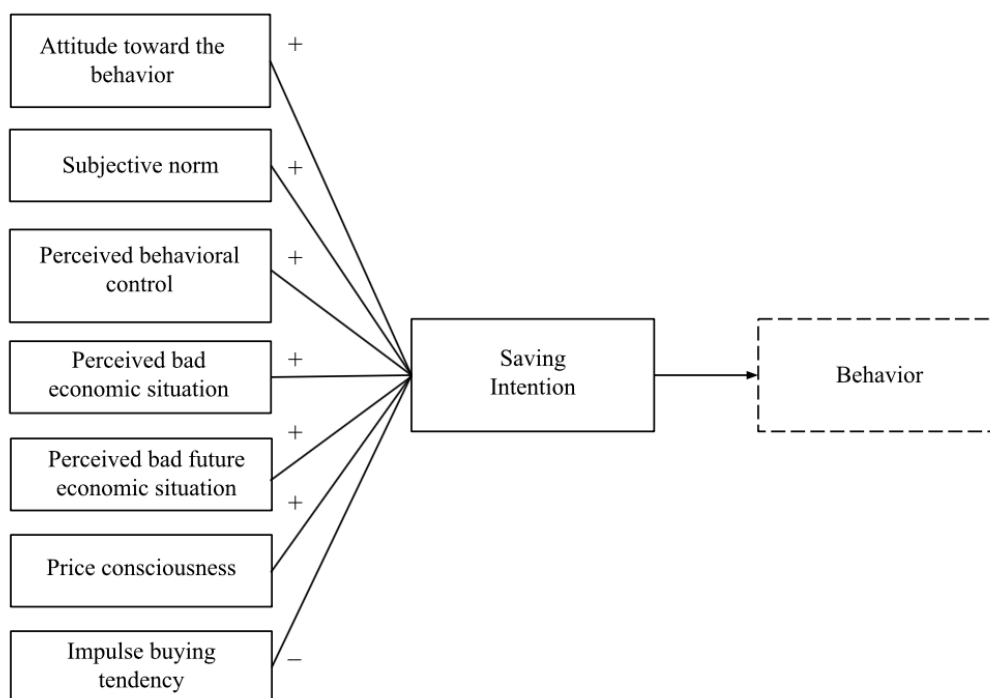 Attitude toward the
behavior
+
Subjective norm
+
Perceived behavioral
control
+
Perceived bad
economic situation
+
Perceived bad future
economic situation
+
Price consciousness
+
Impulse buying
tendency
–
Saving
Intention
Behavior